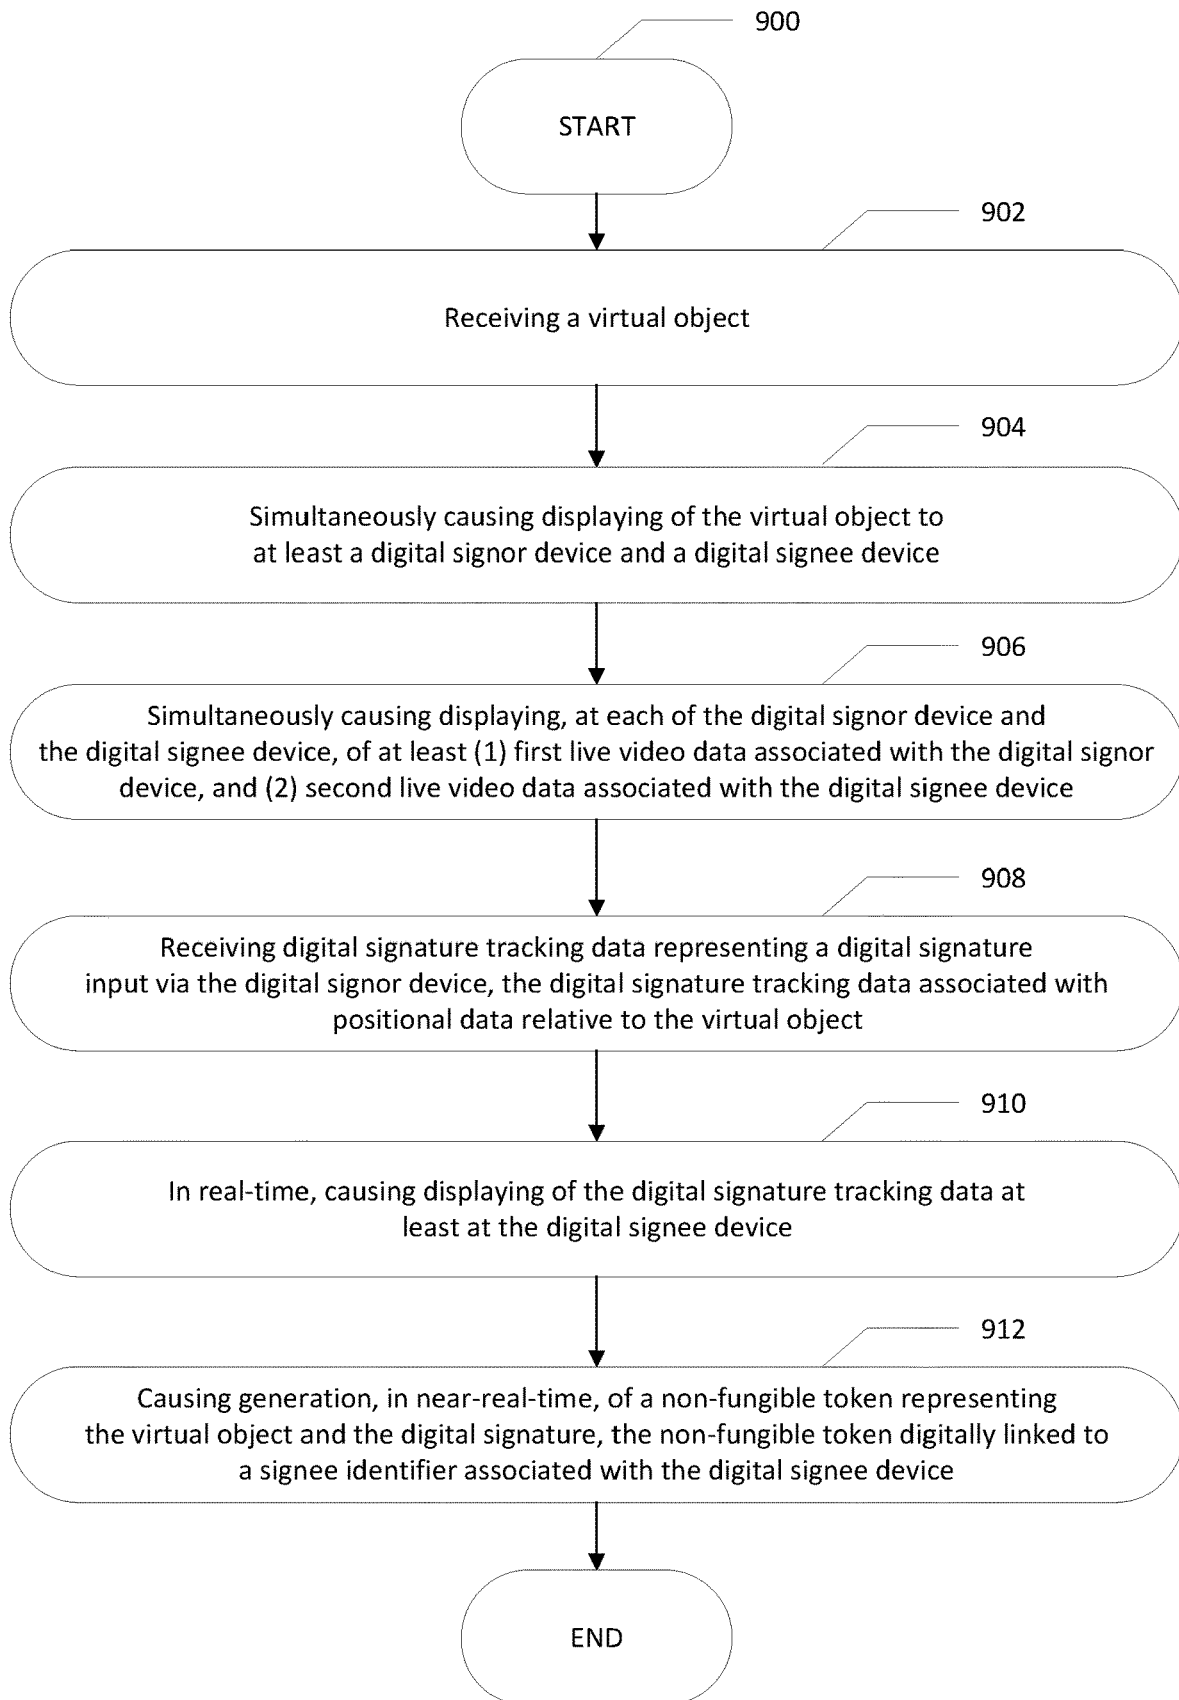 900
START
902
Receiving a virtual object
904
Simultaneously causing displaying of the virtual object to
at least a digital signor device and a digital signee device
906
Simultaneously causing displaying, at each of the digital signor device and
the digital signee device, of at least (1) first live video data associated with the digital signor
device, and (2) second live video data associated with the digital signee device
908
Receiving digital signature tracking data representing a digital signature
input via the digital signor device, the digital signature tracking data associated with
positional data relative to the virtual object
910
In real-time, causing displaying of the digital signature tracking data at
least at the digital signee device
912
Causing generation, in near-real-time, of a non-fungible token representing
the virtual object and the digital signature, the non-fungible token digitally linked to
a signee identifier associated with the digital signee device
END